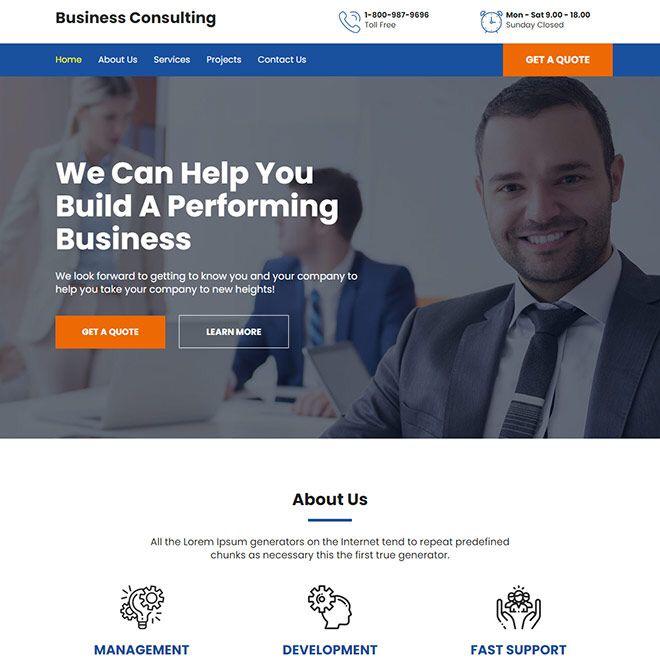 Business Consulting
1-800-987-9696
Toll Free
Mon - Sat 9.00 - 18.00
Sunday Closed
Home
About Us
Services
Projects
Contact Us
GET A QUOTE
We Can Help You
Build A Performing
Business
We look forward to getting to know you and your company to
help you take your company to new heights!
GET A QUOTE
LEARN MORE
About Us
All the Lorem Ipsum generators on the Internet tend to repeat predefined
chunks as necessary this the first true generator.
MANAGEMENT
DEVELOPMENT
FAST SUPPORT